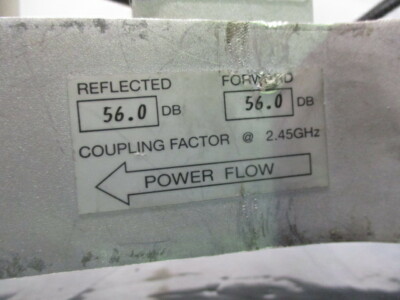 REFLECTED FORWARD
56.0 DB 56.0 DB
COUPLING FACTOR @ 2.45GHz
POWER FLOW